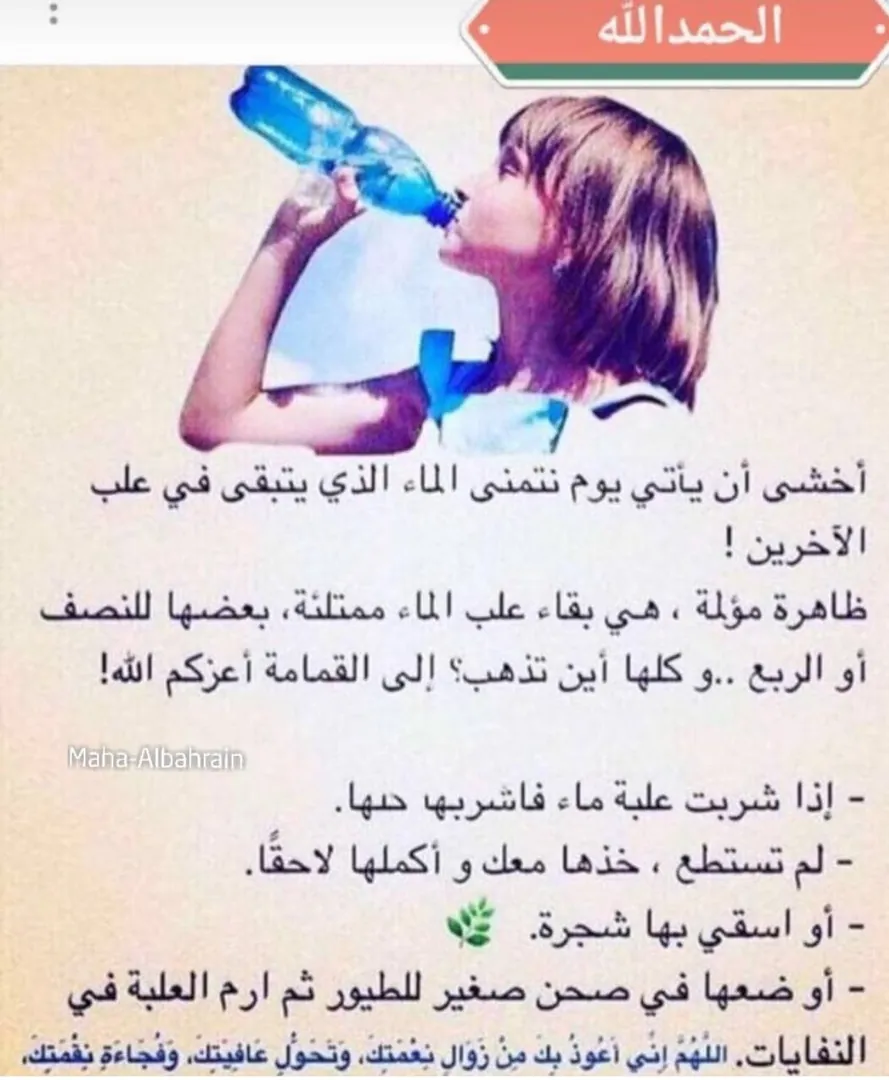 الحمدالله
أخشى أن يأتي يوم نتمنى الماء الذي يتبقى في علب
الآخرين !
ظاهرة مؤلمة ، هي بقاء علب الماء ممتلئة، بعضها للنصف
أو الربع ..و كلها أين تذهب؟ إلى القمامة أعزكم الله!
Maha-Albahrain
- إذا شربت علبة ماء فاشربها
- لم تستطع ، خذها معك و أكملها لاحقًا.
- أو اسقي بها شجرة. 🌿
- أو ضعها في صحن صغير للطيور ثم ارم العلبة في
النفايات. اللَّهُمَّ إِنِّي أَعُوذُ بِكَ مِنْ زَوَالِ نِعْمَتِكَ، وَتَحَوُّلِ عَافِيَتِكَ، وَفُجَاءَةِ نِقْمَتِكَ،